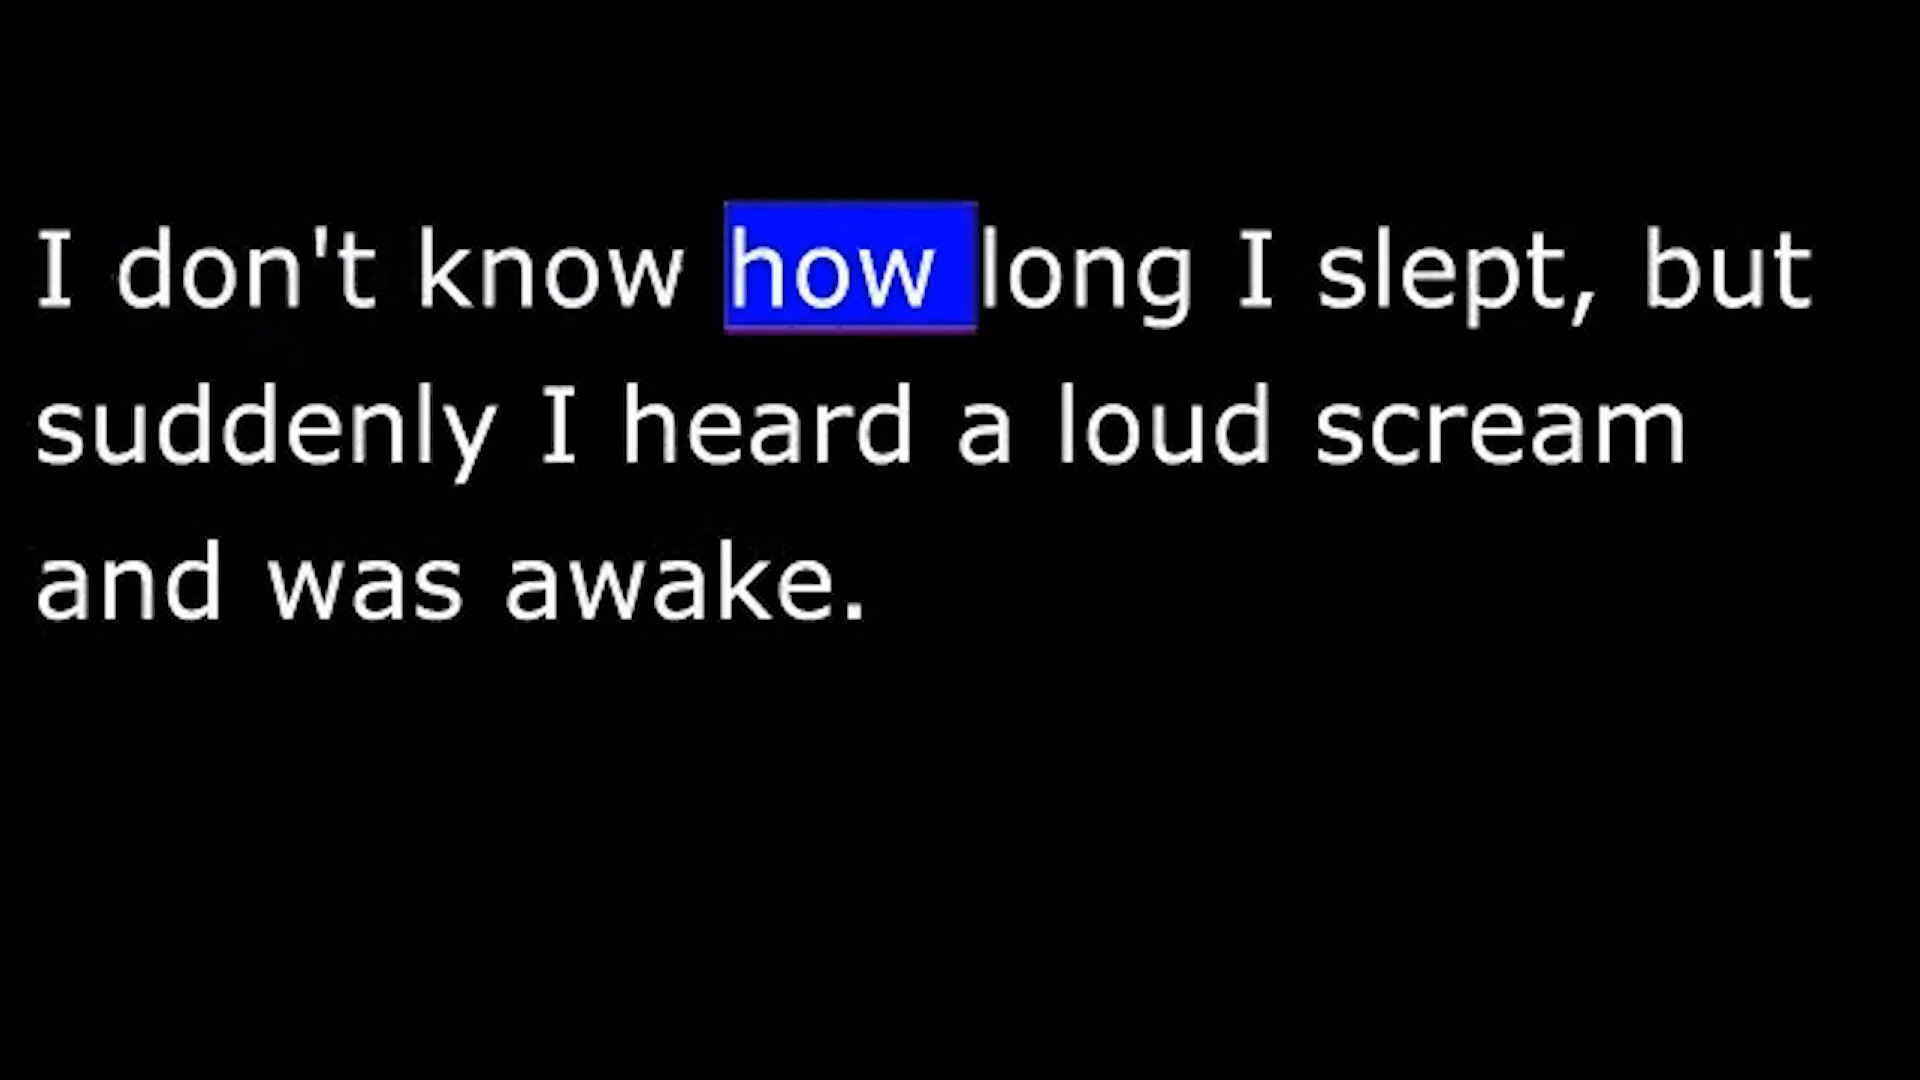 I don't know how long I slept, but
suddenly I heard a loud scream
and was awake.